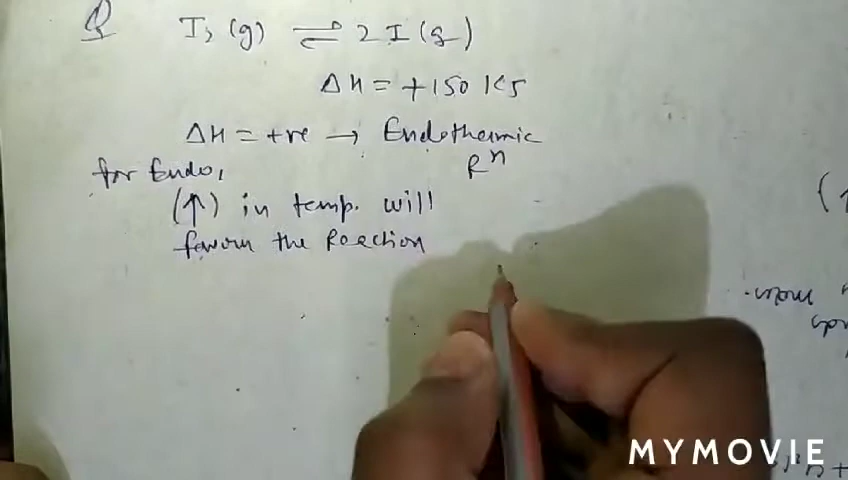 Q I₂ (g) ⇌ 2 I (g)
ΔH = +150 KJ
ΔH = +ve → Endothermic
Rⁿ
for Endo,
(↑) in temp. will
favour the Reaction
MYMOVIE